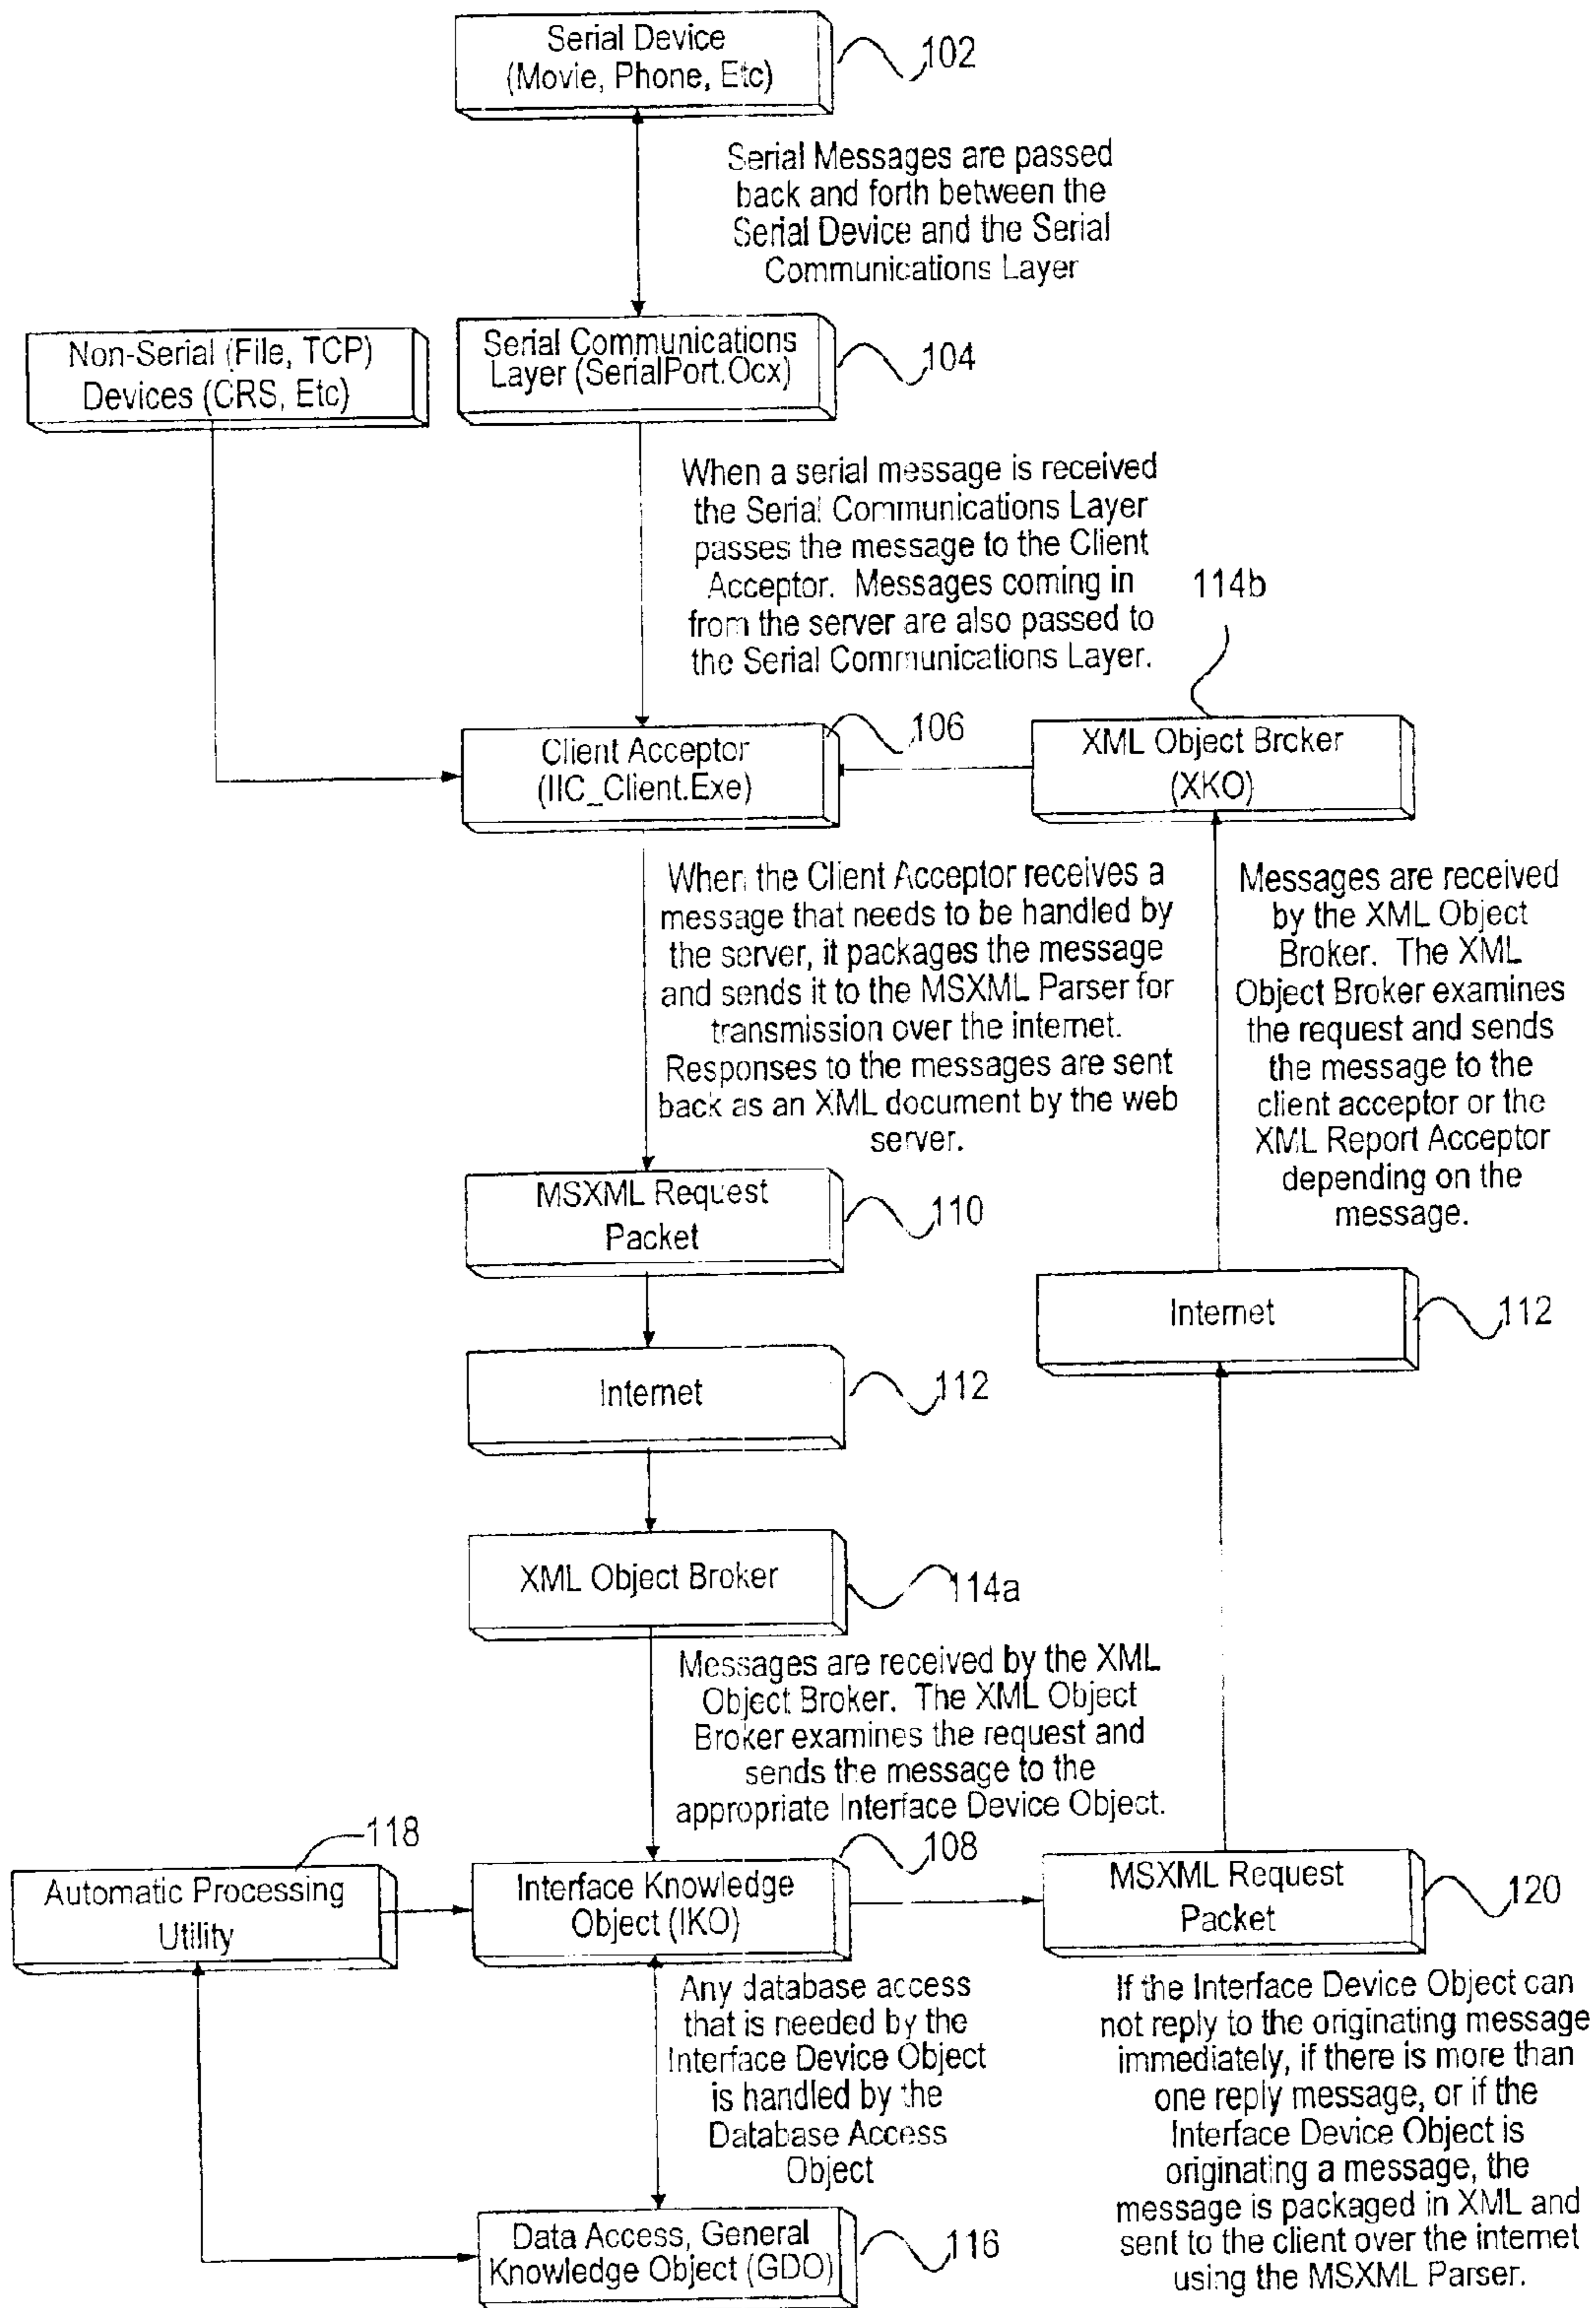 Serial Device
(Movie, Phone, Etc)
102
Serial Messages are passed
back and forth between the
Serial Device and the Serial
Communications Layer
Non-Serial (File, TCP)
Devices (CRS, Etc)
Serial Communications
Layer (SerialPort.Ocx)
104
When a serial message is received
the Serial Communications Layer
passes the message to the Client
Acceptor. Messages coming in
from the server are also passed to
the Serial Communications Layer.
114b
Client Acceptor
(IIC_Client.Exe)
106
XML Object Broker
(XKO)
When the Client Acceptor receives a
message that needs to be handled by
the server, it packages the message
and sends it to the MSXML Parser for
transmission over the internet.
Responses to the messages are sent
back as an XML document by the web
server.
Messages are received
by the XML Object
Broker. The XML
Object Broker examines
the request and sends
the message to the
client acceptor or the
XML Report Acceptor
depending on the
message.
MSXML Request
Packet
110
Internet
112
Internet
112
XML Object Broker
114a
Messages are received by the XML
Object Broker. The XML Object
Broker examines the request and
sends the message to the
appropriate Interface Device Object.
118
Automatic Processing
Utility
Interface Knowledge
Object (IKO)
108
MSXML Request
Packet
120
Any database access
that is needed by the
Interface Device Object
is handled by the
Database Access
Object
If the Interface Device Object can
not reply to the originating message
immediately, if there is more than
one reply message, or if the
Interface Device Object is
originating a message, the
message is packaged in XML and
sent to the client over the internet
using the MSXML Parser.
Data Access, General
Knowledge Object (GDO)
116